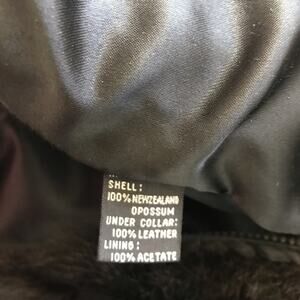 SHELL:
100% NEWZEALAND
OPOSSUM
UNDER COLLAR:
100% LEATHER
LINING:
100% ACETATE